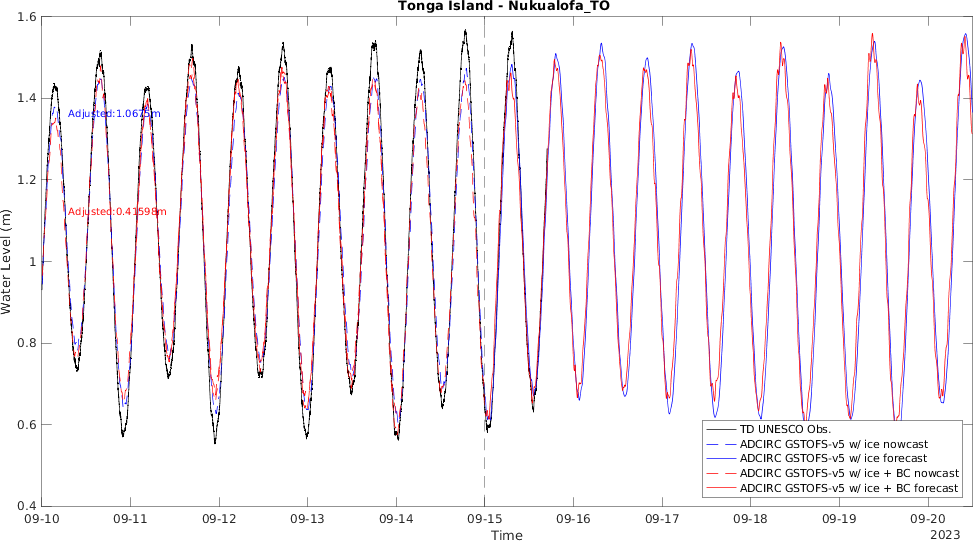 Tonga Island - Nukualofa_TO
1.6
1.4
1.2
1
0.8
0.6
0.4
Water Level (m)
Adjusted:1.0675m
Adjusted:0.41598m
TD UNESCO Obs.
ADCIRC GSTOFS-v5 w/ ice nowcast
ADCIRC GSTOFS-v5 w/ ice forecast
ADCIRC GSTOFS-v5 w/ ice + BC nowcast
ADCIRC GSTOFS-v5 w/ ice + BC forecast
09-10 09-11 09-12 09-13 09-14 09-15 09-16 09-17 09-18 09-19 09-20
Time
2023